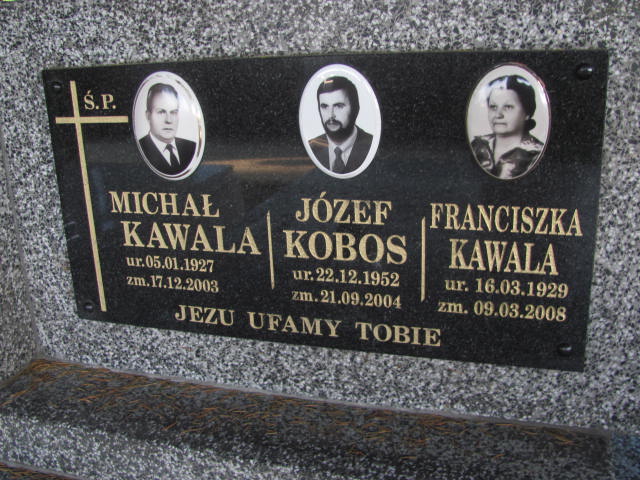 Ś.P.
MICHAŁ
KAWALA
ur.05.01.1927
zm.17.12.2003
JÓZEF
KOBOS
ur.22.12.1952
zm.21.09.2004
FRANCISZKA
KAWALA
ur. 16.03.1929
zm. 09.03.2008
JEZU UFAMY TOBIE